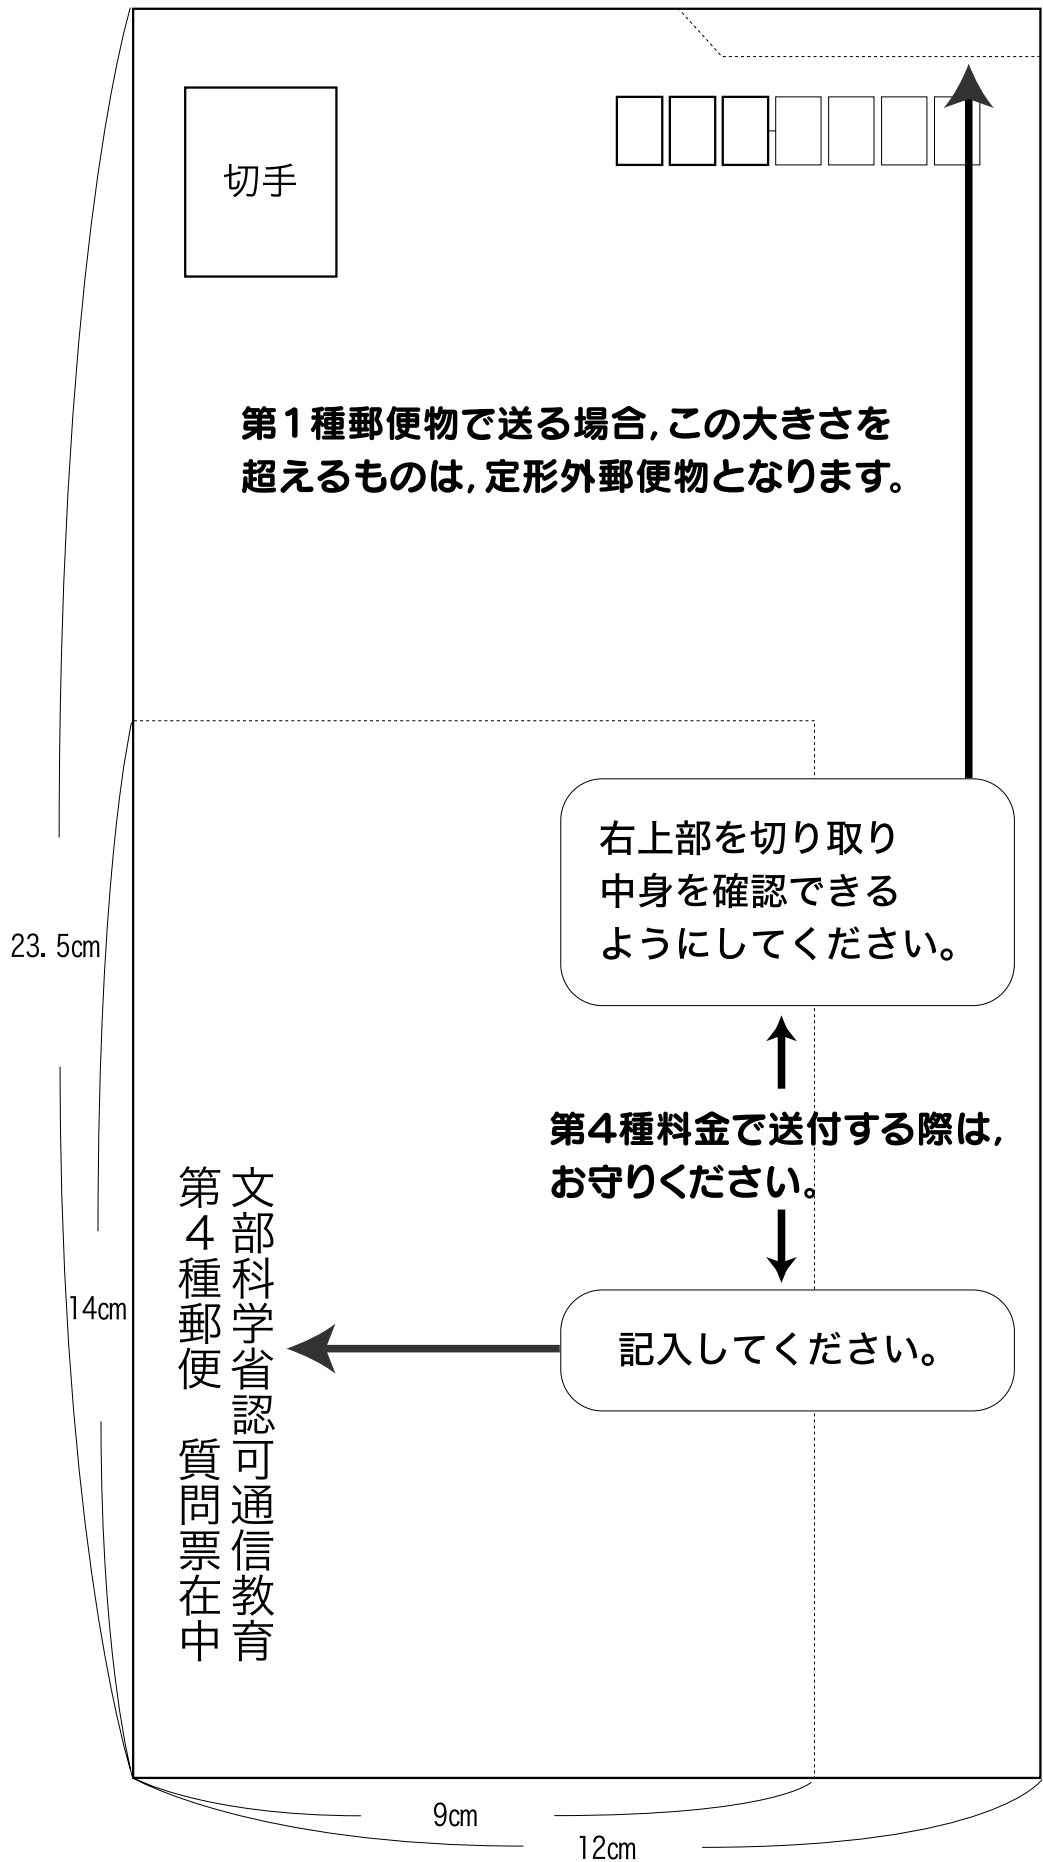 切手
第１種郵便物で送る場合，この大きさを
超えるものは，定形外郵便物となります。
右上部を切り取り
中身を確認できる
ようにしてください。
23．5cm
第４種料金で送付する際は，
お守りください。
文部科学省認可通信教育
第４種郵便　質問票在中
14cm
記入してください。
9cm
12cm